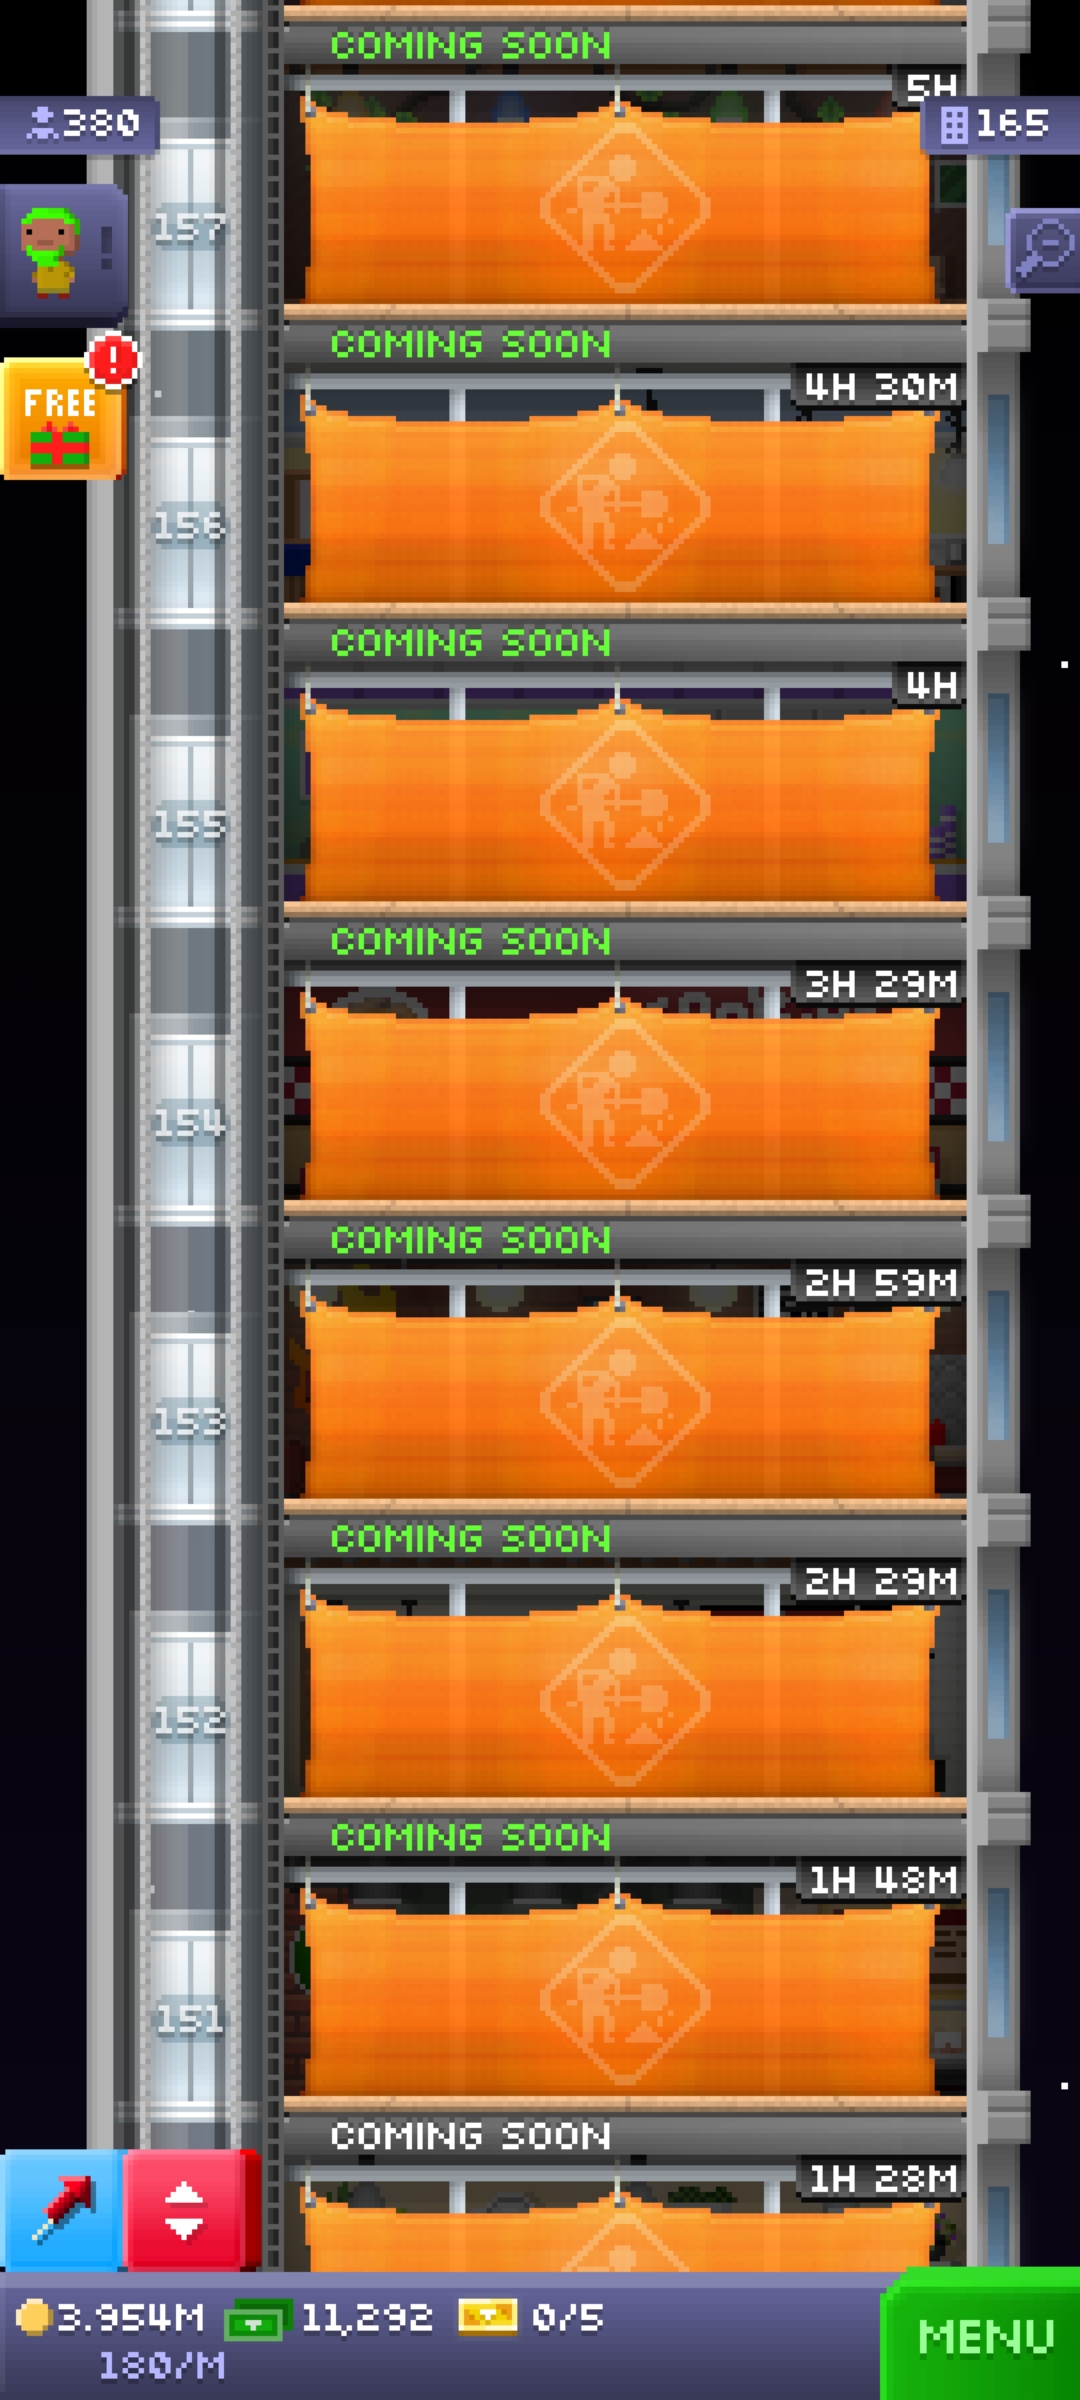 COMING SOON
5H
380
165
157
COMING SOON
4H 30M
FREE
!
156
COMING SOON
4H
155
COMING SOON
3H 29M
154
COMING SOON
2H 59M
153
COMING SOON
2H 29M
152
COMING SOON
1H 48M
151
COMING SOON
1H 28M
3.954M 11,292 0/5
180/M
MENU